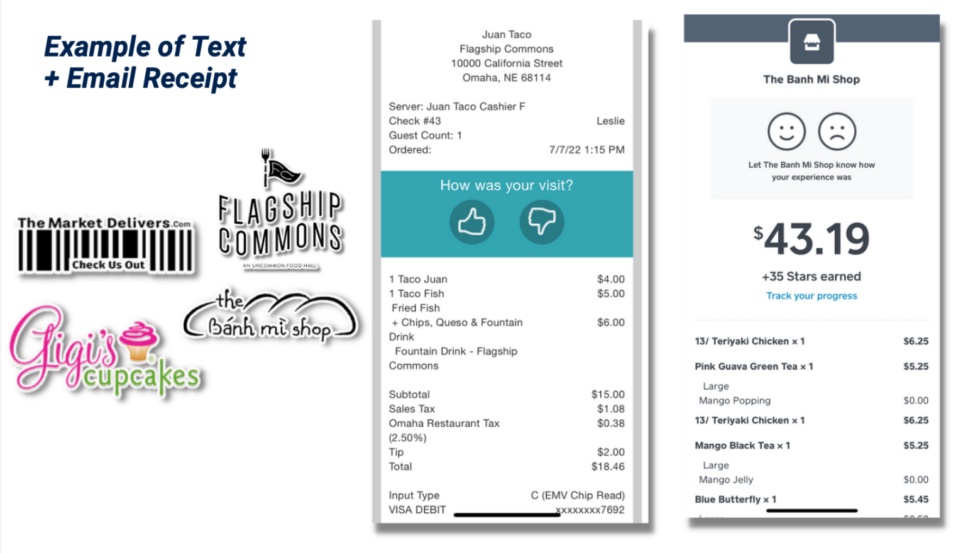 Example of Text
+ Email Receipt
The Market Delivers.Com
Check Us Out
FLAGSHIP
COMMONS
AN UNCOMMON FOOD HALL
the
Bánh mì shop
Gigi's
cupcakes
Juan Taco
Flagship Commons
10000 California Street
Omaha, NE 68114
Server: Juan Taco Cashier F
Check #43 Leslie
Guest Count: 1
Ordered: 7/7/22 1:15 PM
How was your visit?
1 Taco Juan $4.00
1 Taco Fish $5.00
Fried Fish
+ Chips, Queso & Fountain $6.00
Drink
Fountain Drink - Flagship
Commons
Subtotal $15.00
Sales Tax $1.08
Omaha Restaurant Tax $0.38
(2.50%)
Tip $2.00
Total $18.46
Input Type C (EMV Chip Read)
VISA DEBIT xxxxxxxx7692
The Banh Mi Shop
Let The Banh Mi Shop know how
your experience was
$43.19
+35 Stars earned
Track your progress
13/ Teriyaki Chicken × 1 $6.25
Pink Guava Green Tea × 1 $5.25
Large
Mango Popping $0.00
13/ Teriyaki Chicken × 1 $6.25
Mango Black Tea × 1 $5.25
Large
Mango Jelly $0.00
Blue Butterfly × 1 $5.45